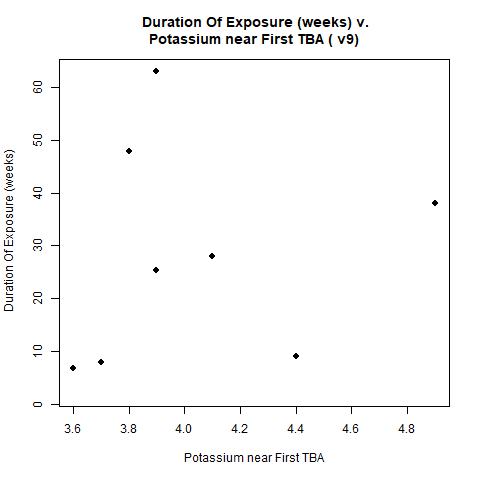 Duration Of Exposure (weeks) v.
Potassium near First TBA ( v9)
Duration Of Exposure (weeks)
60
50
40
30
20
10
0
3.6 3.8 4.0 4.2 4.4 4.6 4.8
Potassium near First TBA